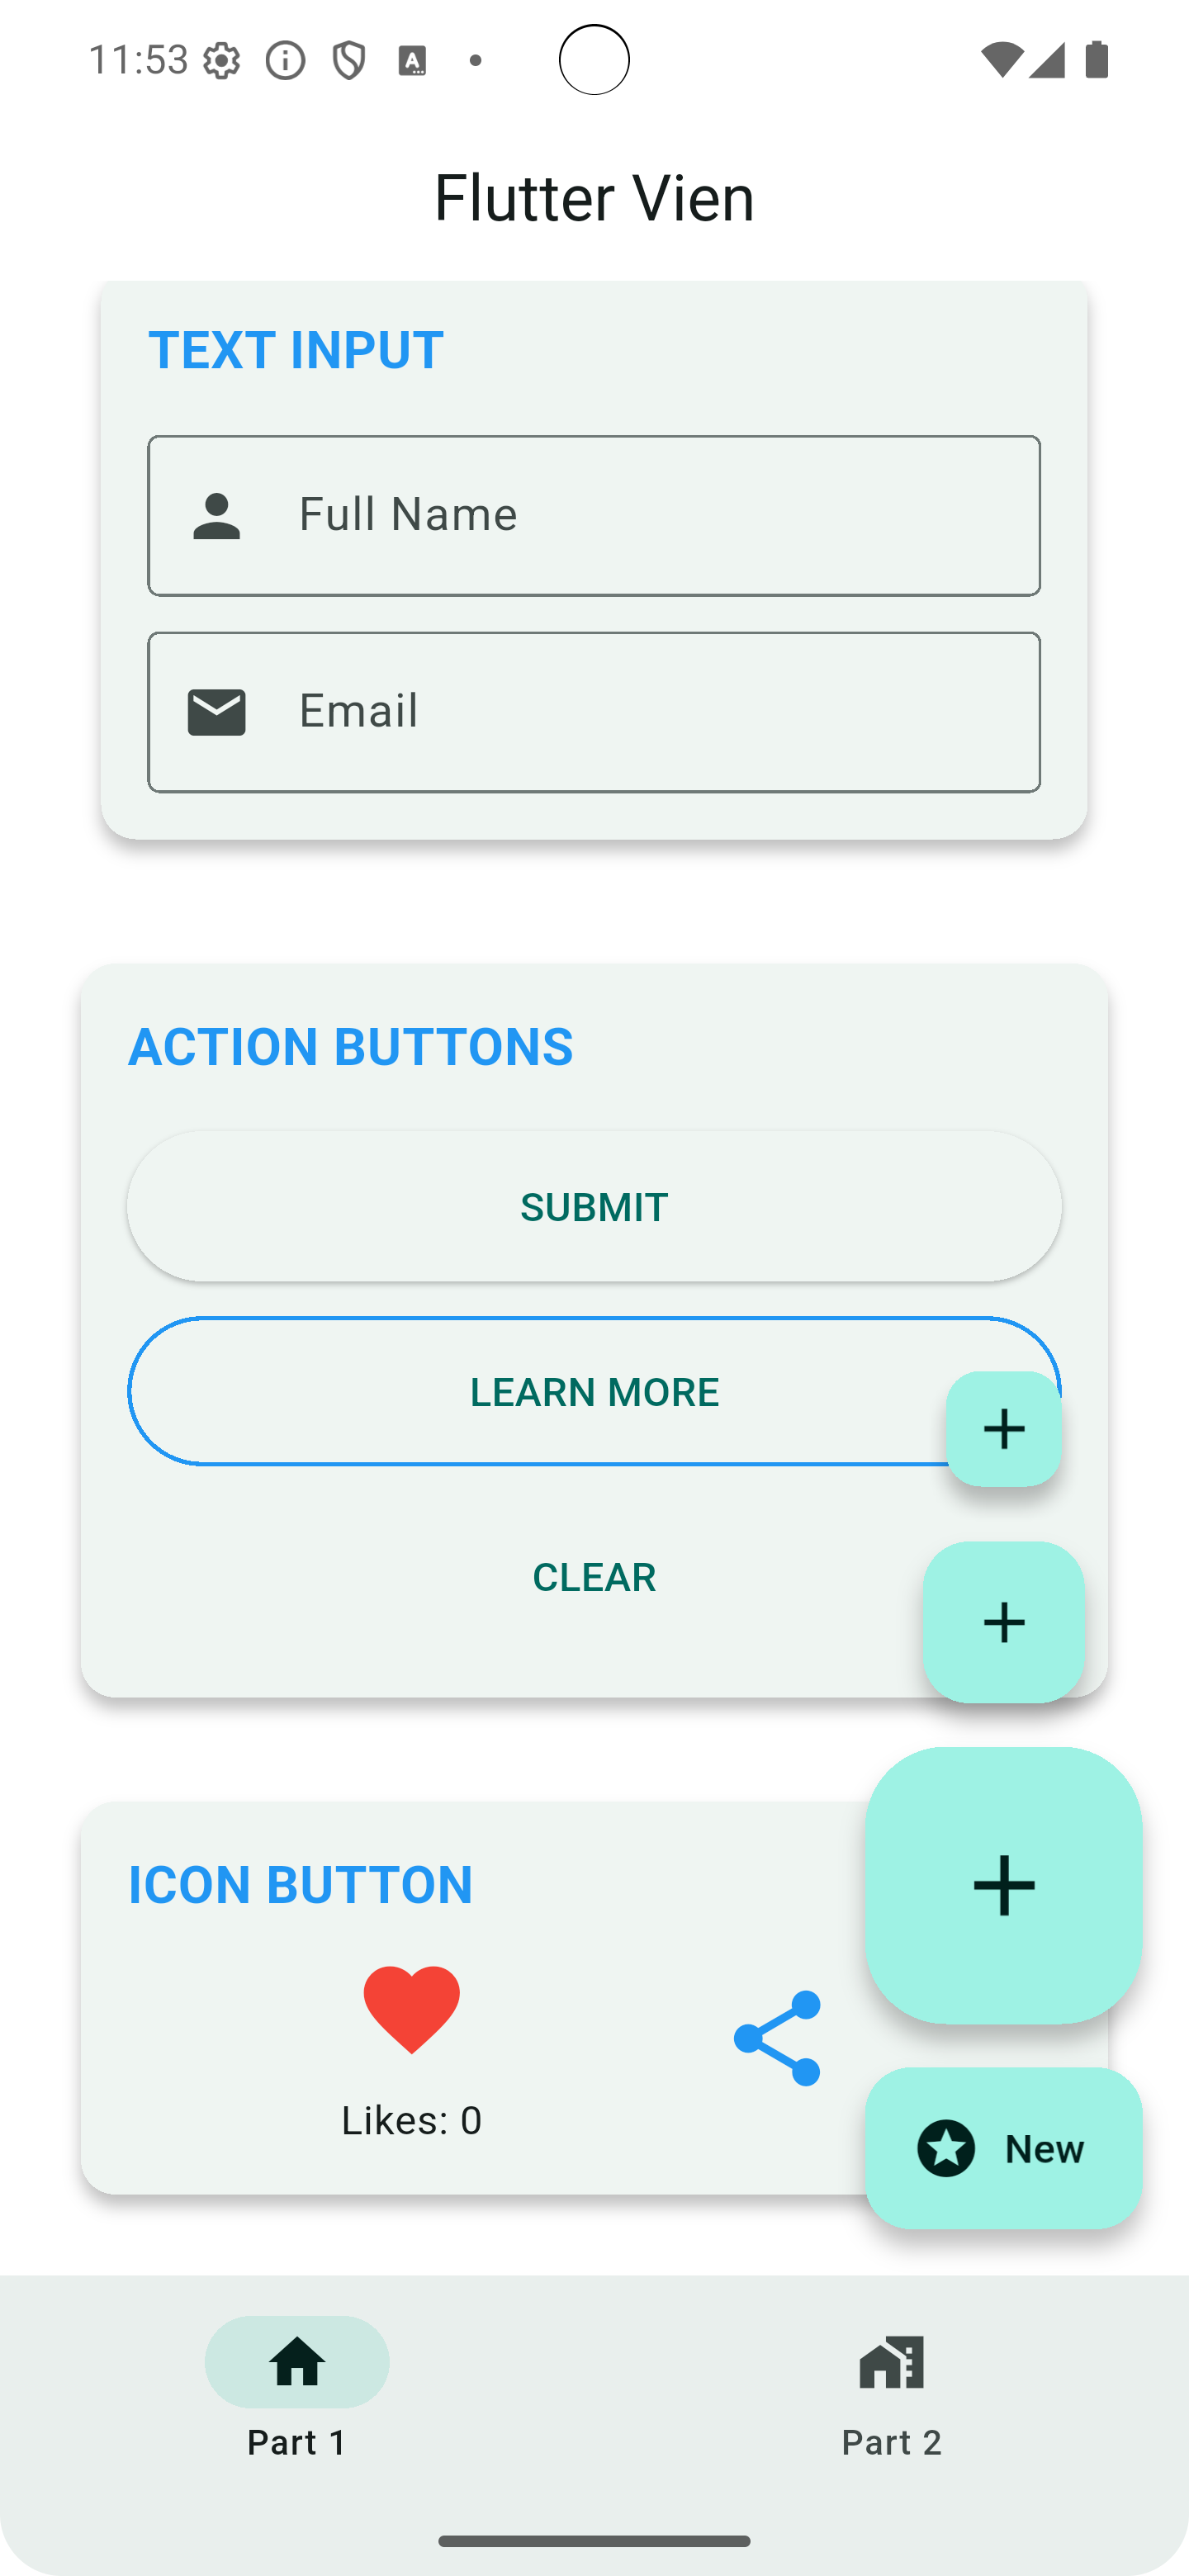 11:53
Flutter Vien
TEXT INPUT
Full Name
Email
ACTION BUTTONS
SUBMIT
LEARN MORE
CLEAR
ICON BUTTON
Likes: 0
New
Part 1
Part 2